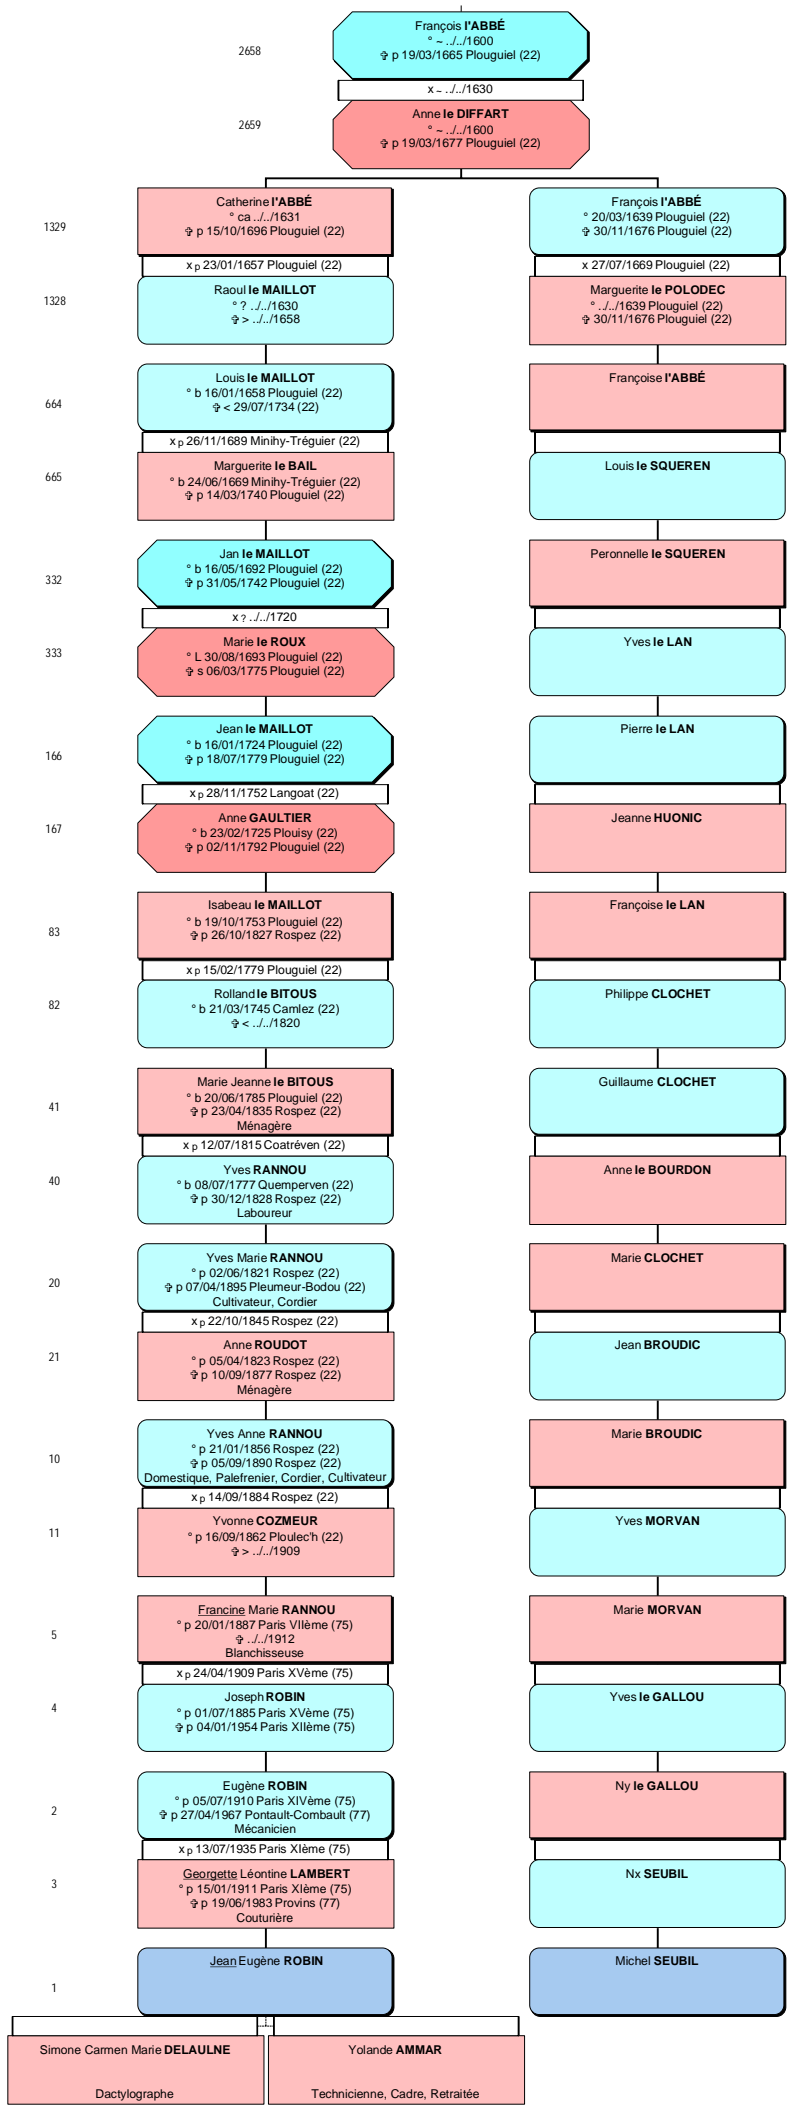 François l'ABBÉ
° ~ ../../1600
✞ p 19/03/1665 Plouguiel (22)
2658
x ~ ../../1630
Anne le DIFFART
° ~ ../../1600
✞ p 19/03/1677 Plouguiel (22)
2659
Catherine l'ABBÉ
° ca ../../1631
✞ p 15/10/1696 Plouguiel (22)
1329
x p 23/01/1657 Plouguiel (22)
Raoul le MAILLOT
° ? ../../1630
✞ > ../../1658
1328
François l'ABBÉ
° 20/03/1639 Plouguiel (22)
✞ 30/11/1676 Plouguiel (22)
x 27/07/1669 Plouguiel (22)
Marguerite le POLODEC
° ../../1639 Plouguiel (22)
✞ 30/11/1676 Plouguiel (22)
Louis le MAILLOT
° b 16/01/1658 Plouguiel (22)
✞ < 29/07/1734 (22)
664
x p 26/11/1689 Minihy-Tréguier (22)
Marguerite le BAIL
° b 24/06/1669 Minihy-Tréguier (22)
✞ p 14/03/1740 Plouguiel (22)
665
Françoise l'ABBÉ
Louis le SQUEREN
Jan le MAILLOT
° b 16/05/1692 Plouguiel (22)
✞ p 31/05/1742 Plouguiel (22)
332
x ? ../../1720
Marie le ROUX
° L 30/08/1693 Plouguiel (22)
✞ s 06/03/1775 Plouguiel (22)
333
Peronnelle le SQUEREN
Yves le LAN
Jean le MAILLOT
° b 16/01/1724 Plouguiel (22)
✞ p 18/07/1779 Plouguiel (22)
166
x p 28/11/1752 Langoat (22)
Anne GAULTIER
° b 23/02/1725 Plouisy (22)
✞ p 02/11/1792 Plouguiel (22)
167
Pierre le LAN
Jeanne HUONIC
Isabeau le MAILLOT
° b 19/10/1753 Plouguiel (22)
✞ p 26/10/1827 Rospez (22)
83
x p 15/02/1779 Plouguiel (22)
Rolland le BITOUS
° b 21/03/1745 Camlez (22)
✞ < ../../1820
82
Françoise le LAN
Philippe CLOCHET
Marie Jeanne le BITOUS
° b 20/06/1785 Plouguiel (22)
✞ p 23/04/1835 Rospez (22)
Ménagère
41
x p 12/07/1815 Coatréven (22)
Yves RANNOU
° b 08/07/1777 Quemperven (22)
✞ p 30/12/1828 Rospez (22)
Laboureur
40
Guillaume CLOCHET
Anne le BOURDON
Yves Marie RANNOU
° p 02/06/1821 Rospez (22)
✞ p 07/04/1895 Pleumeur-Bodou (22)
Cultivateur, Cordier
20
x p 22/10/1845 Rospez (22)
Anne ROUDOT
° p 05/04/1823 Rospez (22)
✞ p 10/09/1877 Rospez (22)
Ménagère
21
Marie CLOCHET
Jean BROUDIC
Yves Anne RANNOU
° p 21/01/1856 Rospez (22)
✞ p 05/09/1890 Rospez (22)
Domestique, Palefrenier, Cordier, Cultivateur
10
x p 14/09/1884 Rospez (22)
Yvonne COZMEUR
° p 16/09/1862 Ploulec'h (22)
✞ > ../../1909
11
Marie BROUDIC
Yves MORVAN
Francine Marie RANNOU
° p 20/01/1887 Paris VIIème (75)
✞ ../../1912
Blanchisseuse
5
x p 24/04/1909 Paris XVème (75)
Joseph ROBIN
° p 01/07/1885 Paris XVème (75)
✞ p 04/01/1954 Paris XIIème (75)
4
Marie MORVAN
Yves le GALLOU
Eugène ROBIN
° p 05/07/1910 Paris XIVème (75)
✞ p 27/04/1967 Pontault-Combault (77)
Mécanicien
2
x p 13/07/1935 Paris XIème (75)
Georgette Léontine LAMBERT
° p 15/01/1911 Paris XIème (75)
✞ p 19/06/1983 Provins (77)
Couturière
3
Ny le GALLOU
Nx SEUBIL
Jean Eugène ROBIN
1
Michel SEUBIL
Simone Carmen Marie DELAULNE
Dactylographe
Yolande AMMAR
Technicienne, Cadre, Retraitée